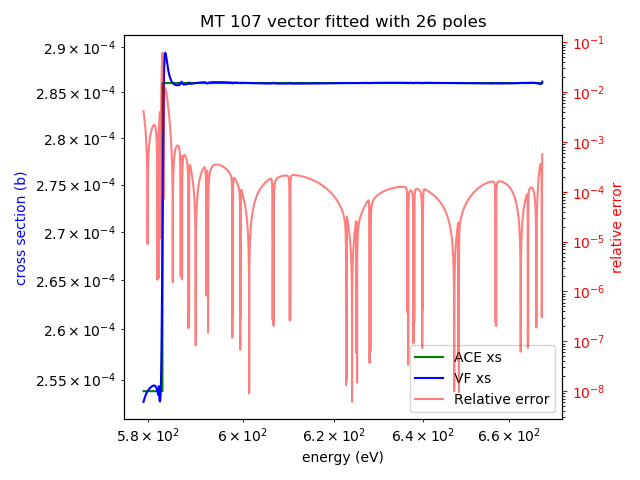 MT 107 vector fitted with 26 poles
2.9 × 10⁻⁴
2.85 × 10⁻⁴
2.8 × 10⁻⁴
2.75 × 10⁻⁴
2.7 × 10⁻⁴
2.65 × 10⁻⁴
2.6 × 10⁻⁴
2.55 × 10⁻⁴
cross section (b)
10⁻¹
10⁻²
10⁻³
10⁻⁴
10⁻⁵
10⁻⁶
10⁻⁷
10⁻⁸
relative error
ACE xs
VF xs
Relative error
5.8 × 10² 6 × 10² 6.2 × 10² 6.4 × 10² 6.6 × 10²
energy (eV)